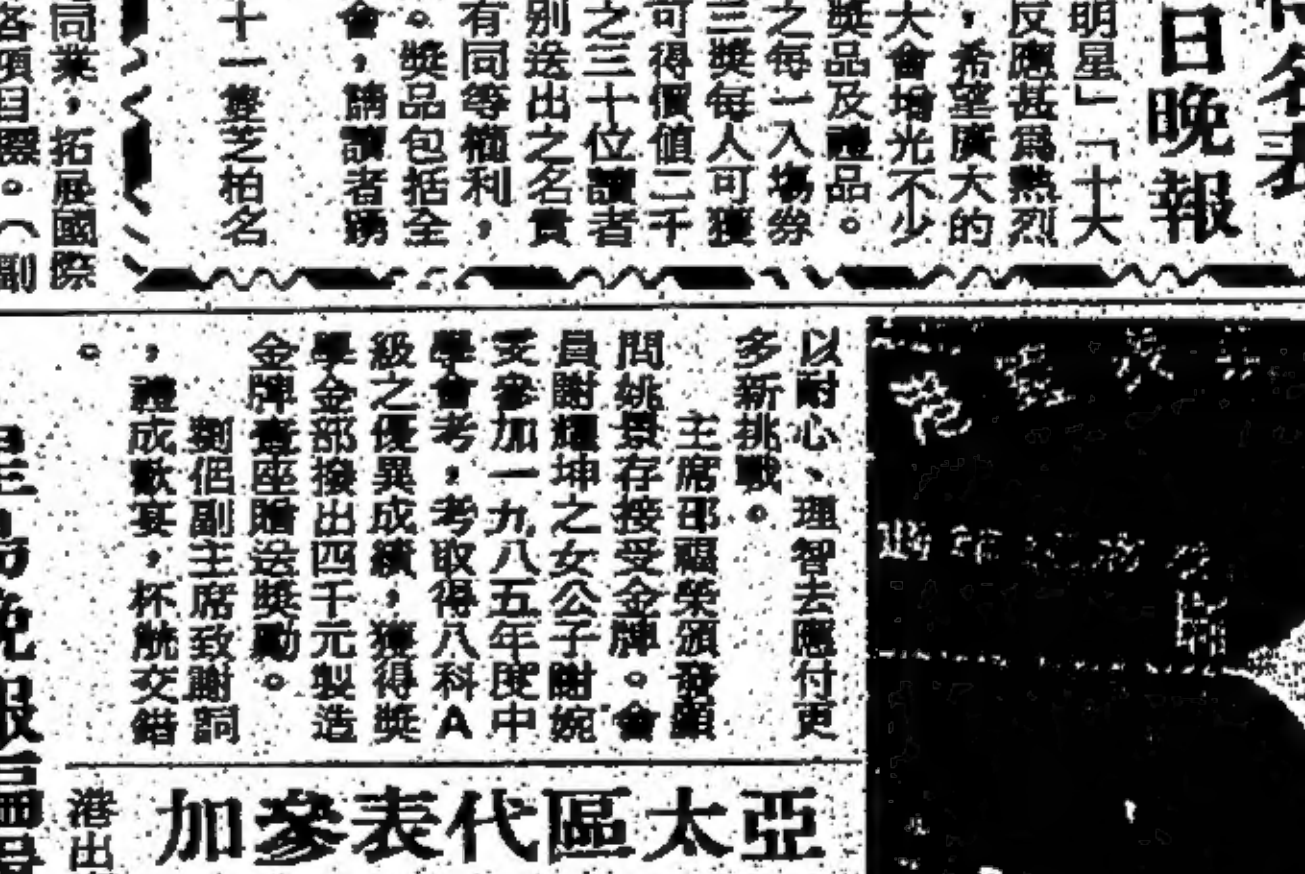 日晚報
明星」「十大
反應甚爲熱烈
，希望廣大的
大會增光不少
獎品及禮品。
之每一入場券
三獎每人可獲
可得價值二千
之三十位讀者
別送出之名貴
有同等權利，
。獎品包括全
會，請讀者踴
十一雙芝柏名
同業，拓展國際
各項目標。（副
以耐心、理智去應付更
多新挑戰。
主席邵福榮頒發顧
問姚景存接受金牌。會
員謝耀坤之女公子謝婉
雯參加一九八五年度中
學會考，考取得八科A
級之優異成績，獲得獎
學金部撥出四千元製造
金牌壹座贈送獎勵。
劉侶副主席致謝詞
，禮成歡宴，杯觥交錯
。
亞太區代表參加
港出
晚報